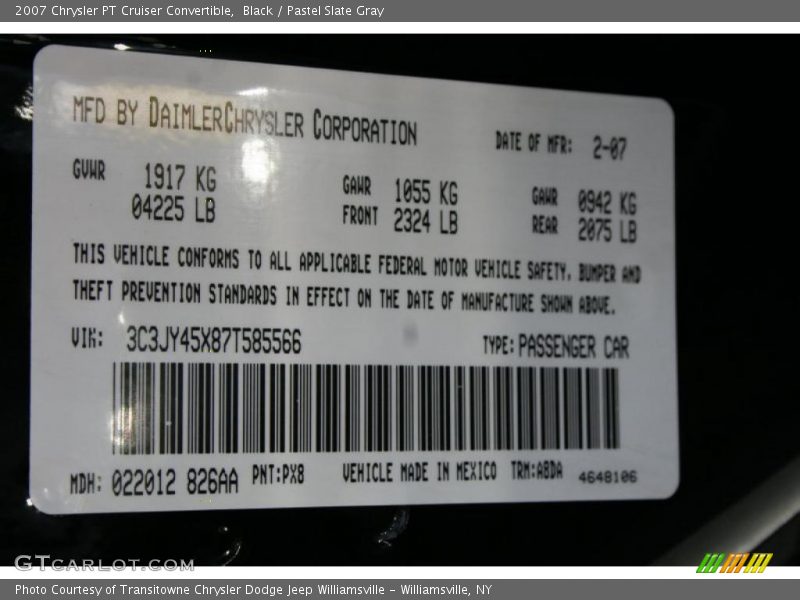 2007 Chrysler PT Cruiser Convertible, Black / Pastel Slate Gray
MFD BY DAIMLERCHRYSLER CORPORATION
DATE OF MFR: 2-07
GVWR 1917 KG GAWR 1055 KG GAWR 0942 KG
04225 LB FRONT 2324 LB REAR 2075 LB
THIS VEHICLE CONFORMS TO ALL APPLICABLE FEDERAL MOTOR VEHICLE SAFETY, BUMPER AND
THEFT PREVENTION STANDARDS IN EFFECT ON THE DATE OF MANUFACTURE SHOWN ABOVE.
VIN: 3C3JY45X87T585566 TYPE: PASSENGER CAR
MDH: 022012 826AA PNT:PX8 VEHICLE MADE IN MEXICO TRM:ABDA 4648106
GTCARLOT.COM
Photo Courtesy of Transitowne Chrysler Dodge Jeep Williamsville - Williamsville, NY